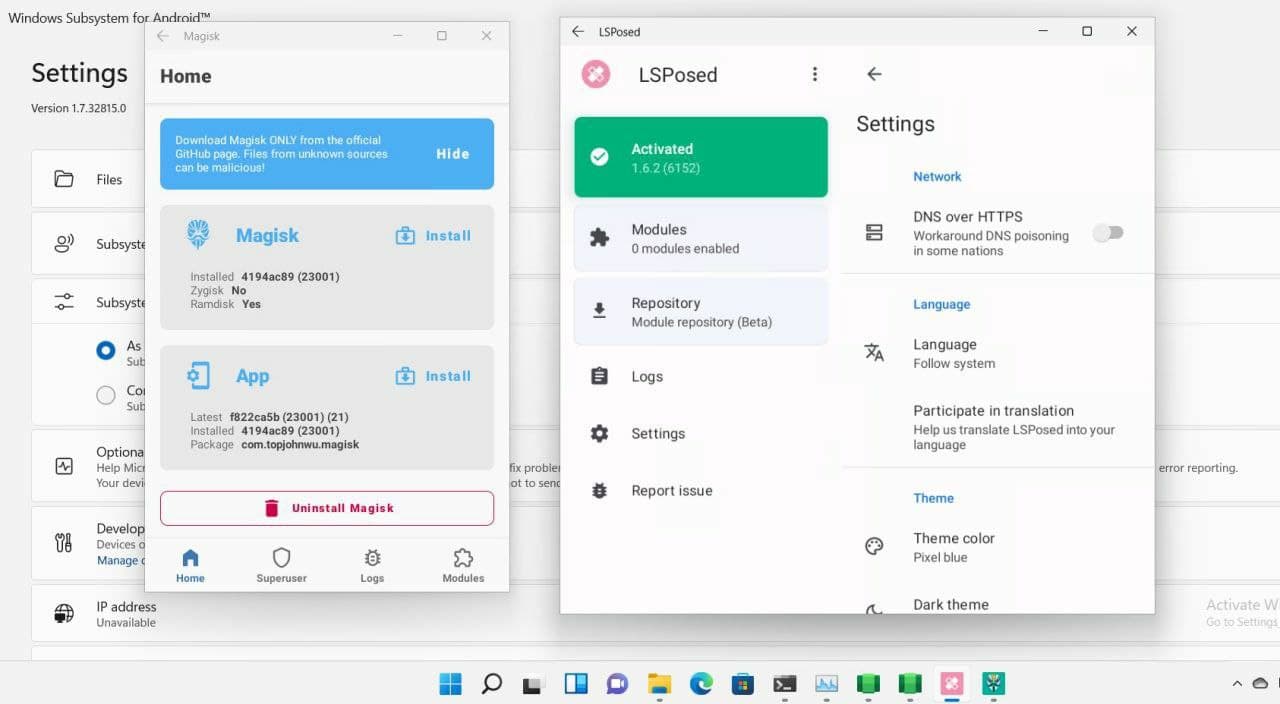 Windows Subsystem for Android™
Settings
Version 1.7.32815.0
Files
Subsyste
Subsyste
As
Sub
Co
Sub
Optiona
Help Micr
Your devi
fix problem
ot to send
error reporting.
Develop
Devices o
Manage
IP address
Unavailable
Magisk
Home
Download Magisk ONLY from the official
GitHub page. Files from unknown sources
can be malicious!
Hide
Magisk
Install
Installed 4194ac89 (23001)
Zygisk No
Ramdisk Yes
App
Install
Latest f822ca5b (23001) (21)
Installed 4194ac89 (23001)
Package com.topjohnwu.magisk
Uninstall Magisk
Home
Superuser
Logs
Modules
LSPosed
LSPosed
Activated
1.6.2 (6152)
Modules
0 modules enabled
Repository
Module repository (Beta)
Logs
Settings
Report issue
Settings
Network
DNS over HTTPS
Workaround DNS poisoning
in some nations
Language
Language
Follow system
Participate in translation
Help us translate LSPosed into your
language
Theme
Theme color
Pixel blue
Dark theme
Activate W
Go to Settings